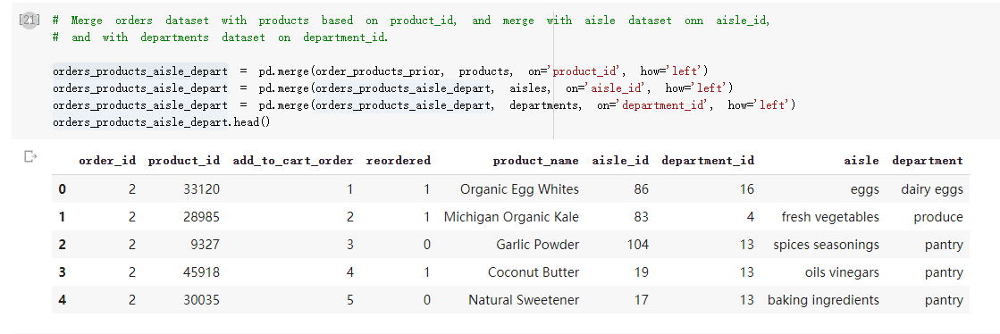 [21] # Merge orders dataset with products based on product_id, and merge with aisle dataset onn aisle_id,
# and with departments dataset on department_id.
orders_products_aisle_depart = pd.merge(order_products_prior, products, on='product_id', how='left')
orders_products_aisle_depart = pd.merge(orders_products_aisle_depart, aisles, on='aisle_id', how='left')
orders_products_aisle_depart = pd.merge(orders_products_aisle_depart, departments, on='department_id', how='left')
orders_products_aisle_depart.head()
order_id product_id add_to_cart_order reordered product_name aisle_id department_id aisle department
0 2 33120 1 1 Organic Egg Whites 86 16 eggs dairy eggs
1 2 28985 2 1 Michigan Organic Kale 83 4 fresh vegetables produce
2 2 9327 3 0 Garlic Powder 104 13 spices seasonings pantry
3 2 45918 4 1 Coconut Butter 19 13 oils vinegars pantry
4 2 30035 5 0 Natural Sweetener 17 13 baking ingredients pantry